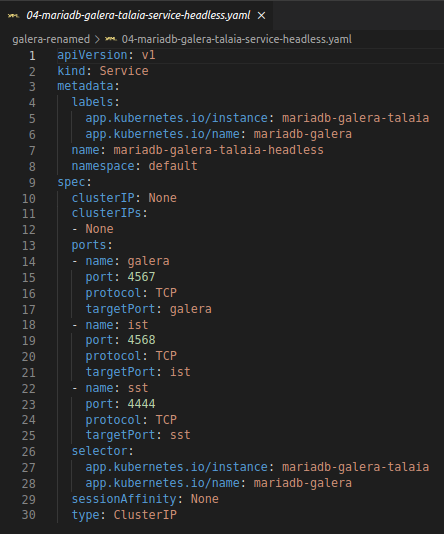 04-mariadb-galera-talaia-service-headless.yaml ×
galera-renamed > 04-mariadb-galera-talaia-service-headless.yaml
1 apiVersion: v1
2 kind: Service
3 metadata:
4   labels:
5     app.kubernetes.io/instance: mariadb-galera-talaia
6     app.kubernetes.io/name: mariadb-galera
7   name: mariadb-galera-talaia-headless
8   namespace: default
9 spec:
10   clusterIP: None
11   clusterIPs:
12   - None
13   ports:
14   - name: galera
15     port: 4567
16     protocol: TCP
17     targetPort: galera
18   - name: ist
19     port: 4568
20     protocol: TCP
21     targetPort: ist
22   - name: sst
23     port: 4444
24     protocol: TCP
25     targetPort: sst
26   selector:
27     app.kubernetes.io/instance: mariadb-galera-talaia
28     app.kubernetes.io/name: mariadb-galera
29   sessionAffinity: None
30   type: ClusterIP